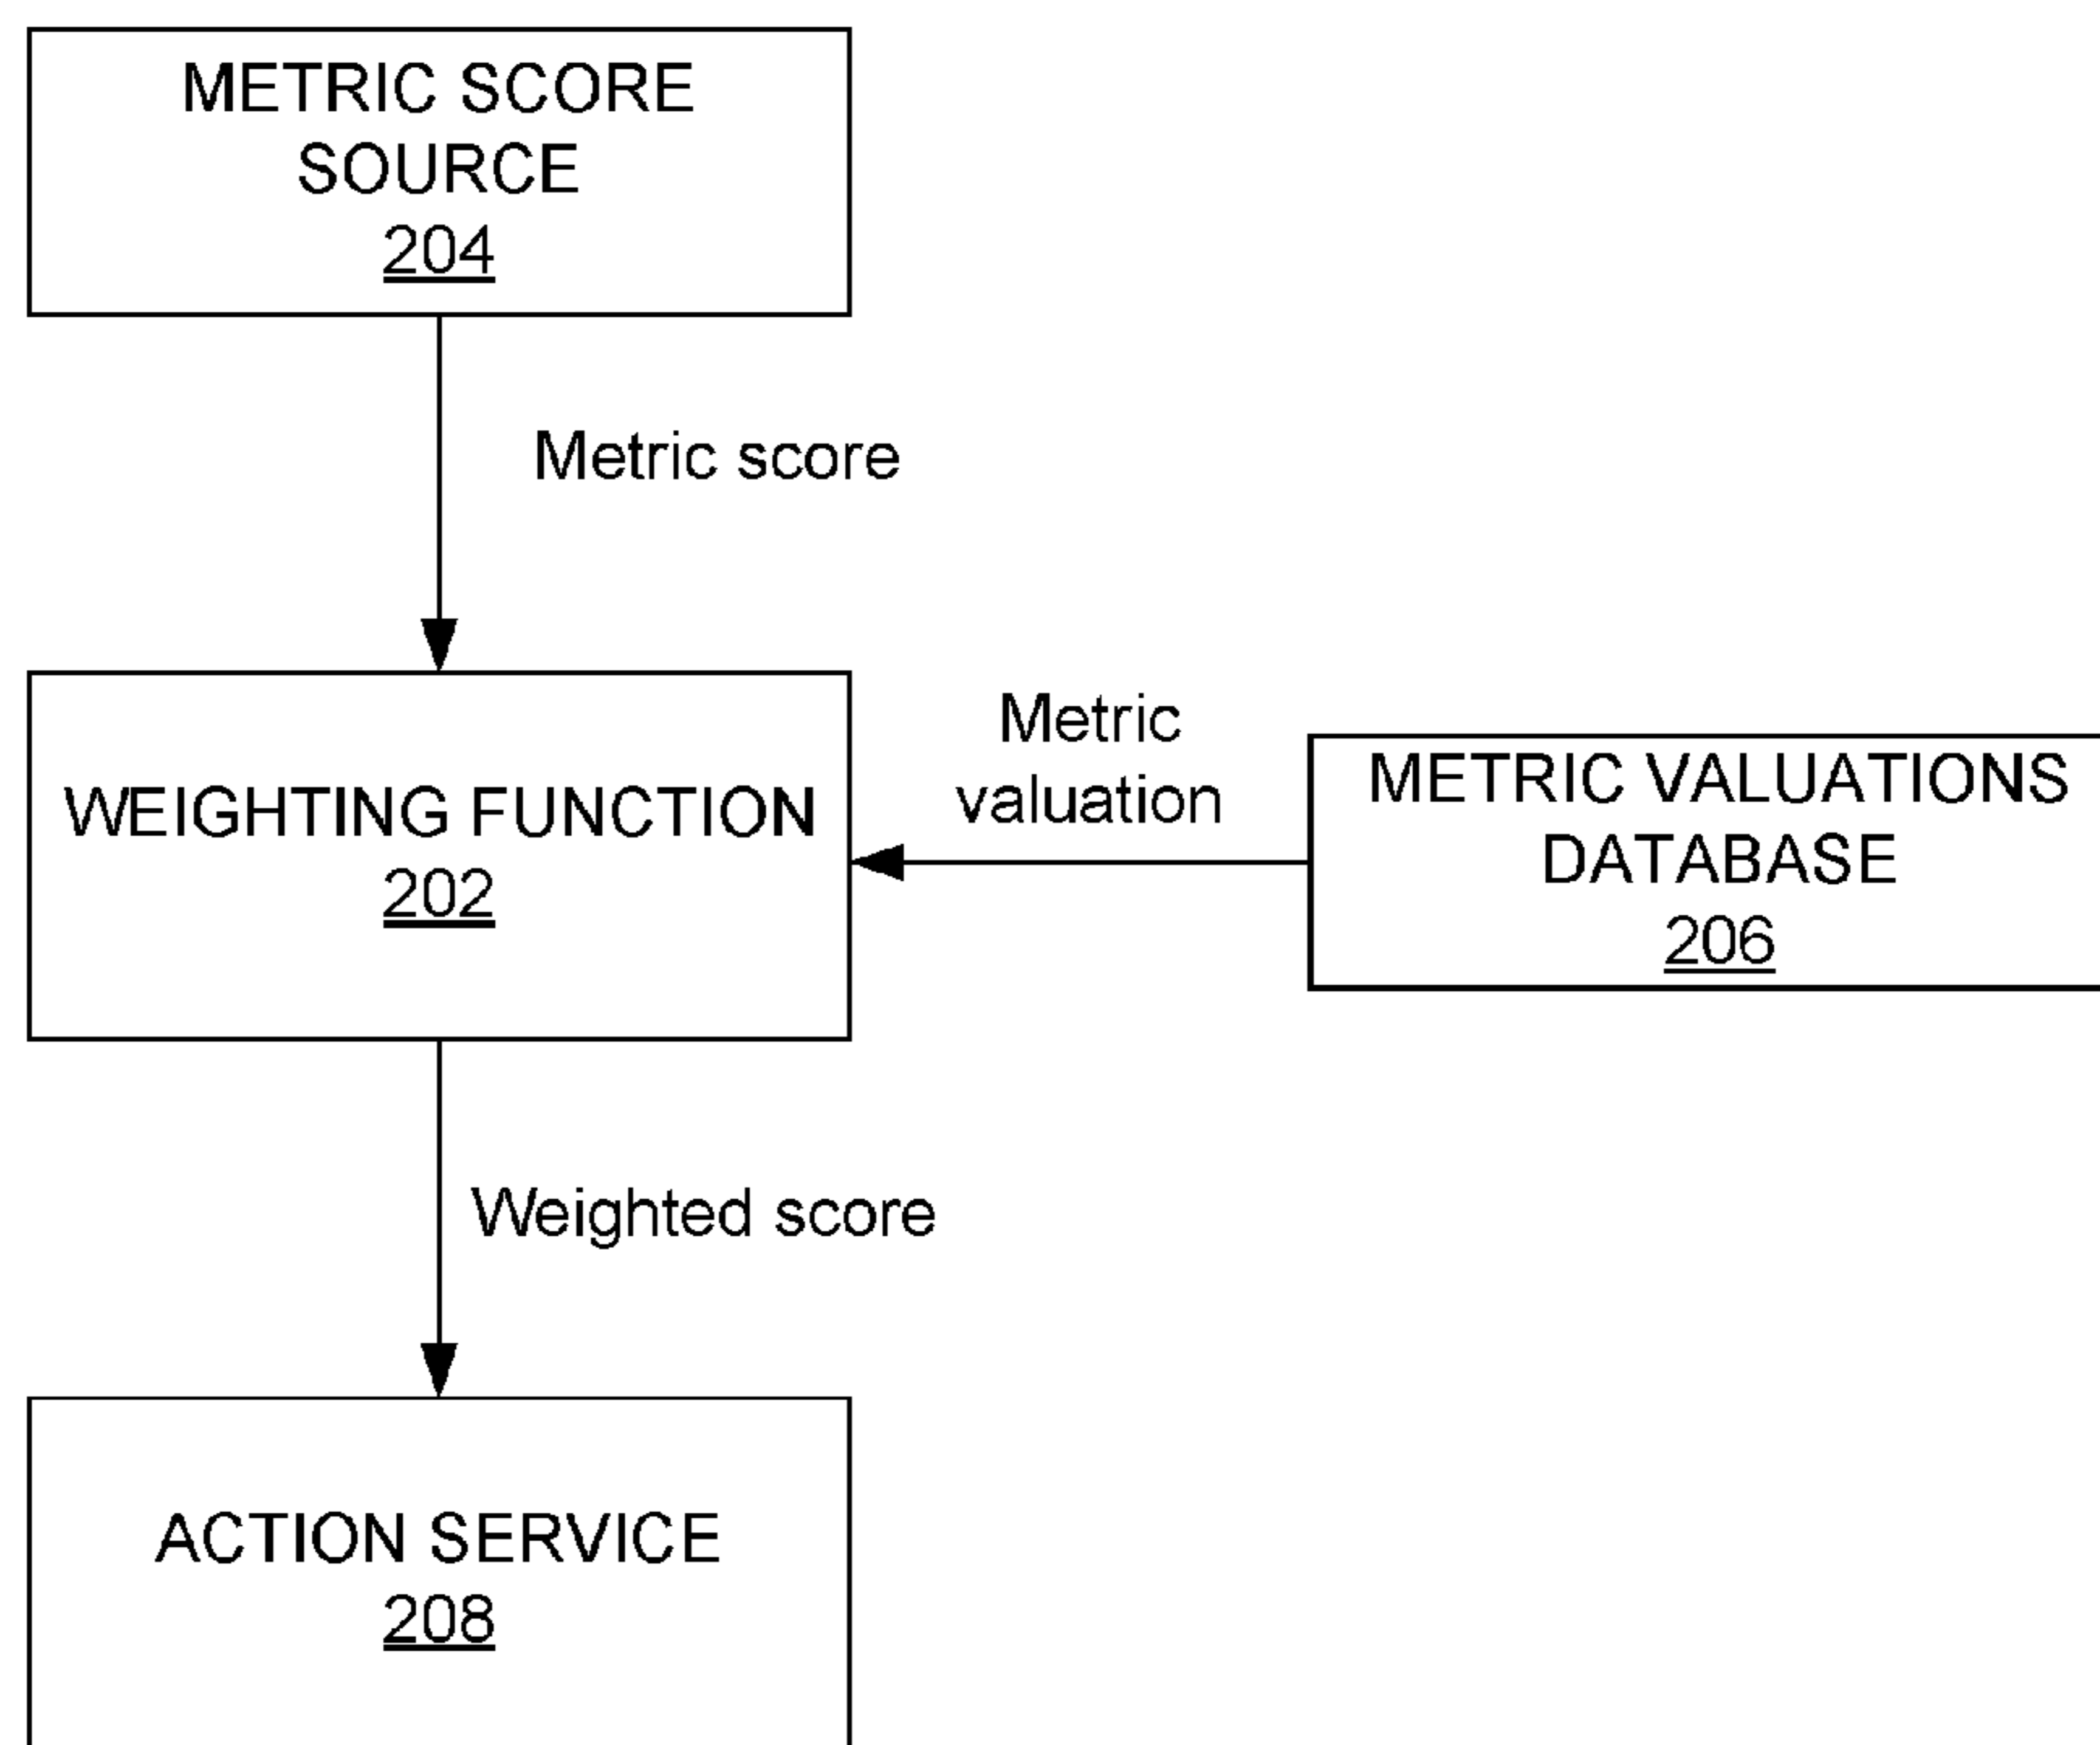 METRIC SCORE
SOURCE
204
Metric score
WEIGHTING FUNCTION
202
Metric
valuation
METRIC VALUATIONS
DATABASE
206
Weighted score
ACTION SERVICE
208